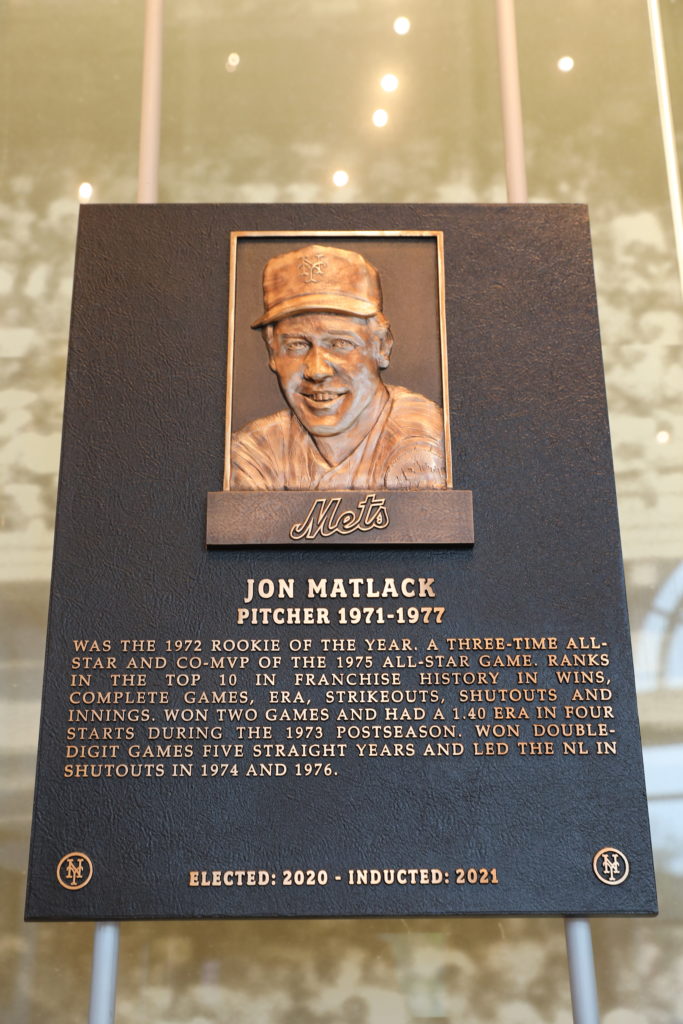 NY
Mets
JON MATLACK
PITCHER 1971-1977
WAS THE 1972 ROOKIE OF THE YEAR. A THREE-TIME ALL-
STAR AND CO-MVP OF THE 1975 ALL-STAR GAME. RANKS
IN THE TOP 10 IN FRANCHISE HISTORY IN WINS,
COMPLETE GAMES, ERA, STRIKEOUTS, SHUTOUTS AND
INNINGS. WON TWO GAMES AND HAD A 1.40 ERA IN FOUR
STARTS DURING THE 1973 POSTSEASON. WON DOUBLE-
DIGIT GAMES FIVE STRAIGHT YEARS AND LED THE NL IN
SHUTOUTS IN 1974 AND 1976.
NY ELECTED: 2020 - INDUCTED: 2021 NY